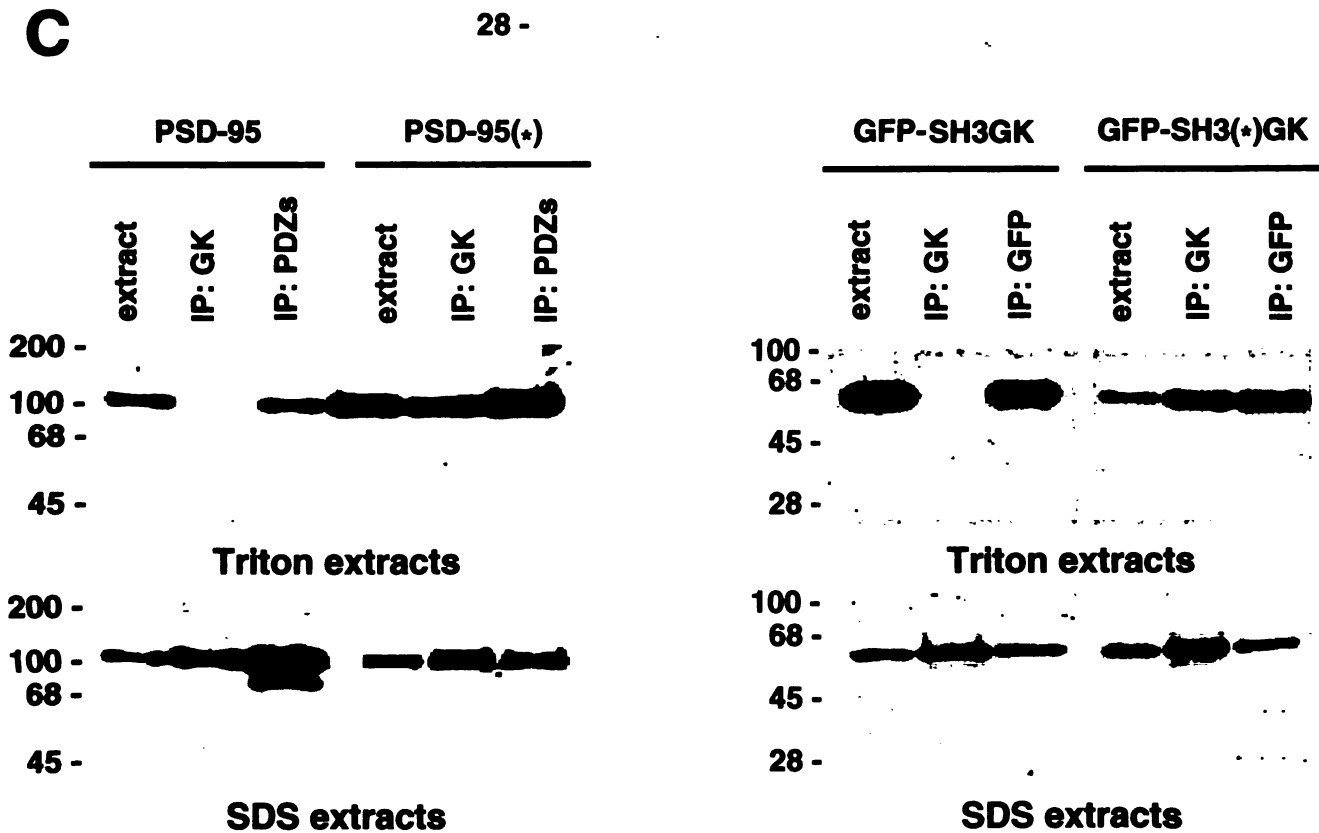 C
28 -
PSD-95
PSD-95(*)
extract
IP: GK
IP: PDZs
extract
IP: GK
IP: PDZs
200 -
100 -
68 -
45 -
Triton extracts
200 -
100 -
68 -
45 -
SDS extracts
GFP-SH3GK
GFP-SH3(*)GK
extract
IP: GK
IP: GFP
extract
IP: GK
IP: GFP
100 -
68 -
45 -
28 -
Triton extracts
100 -
68 -
45 -
28 -
SDS extracts